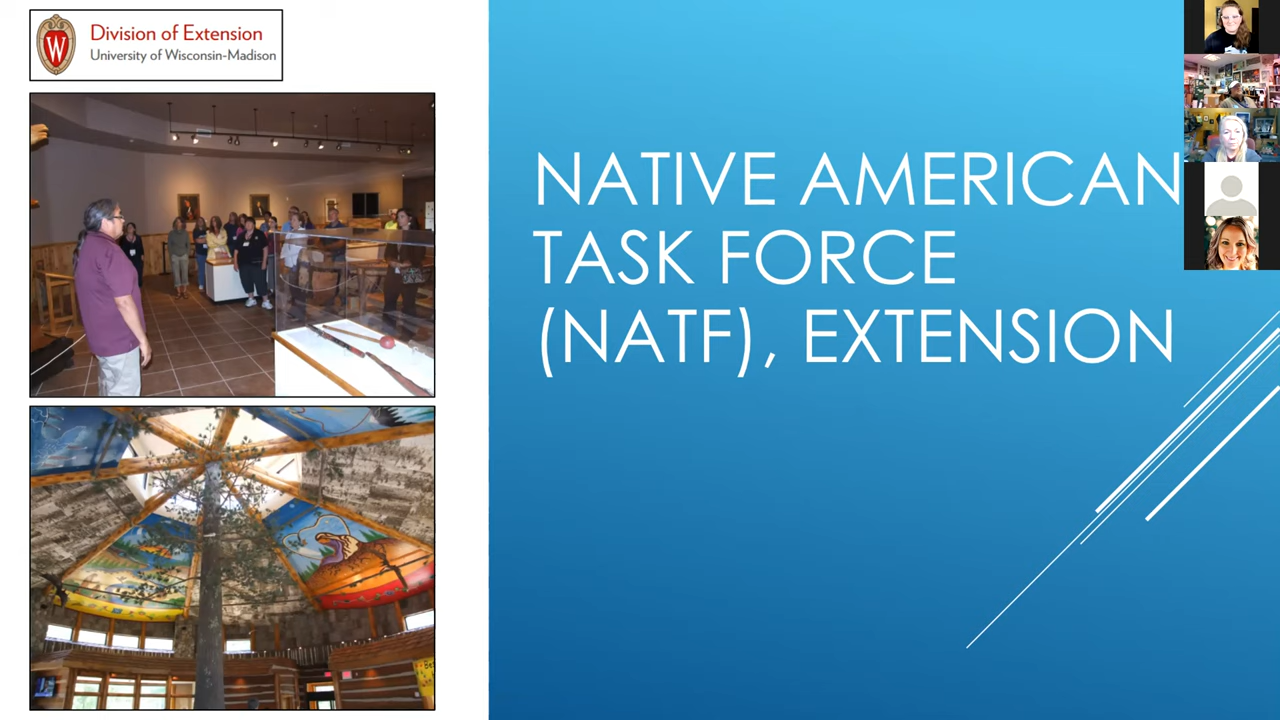 Division of Extension
University of Wisconsin-Madison
NATIVE AMERICAN
TASK FORCE
(NATF), EXTENSION